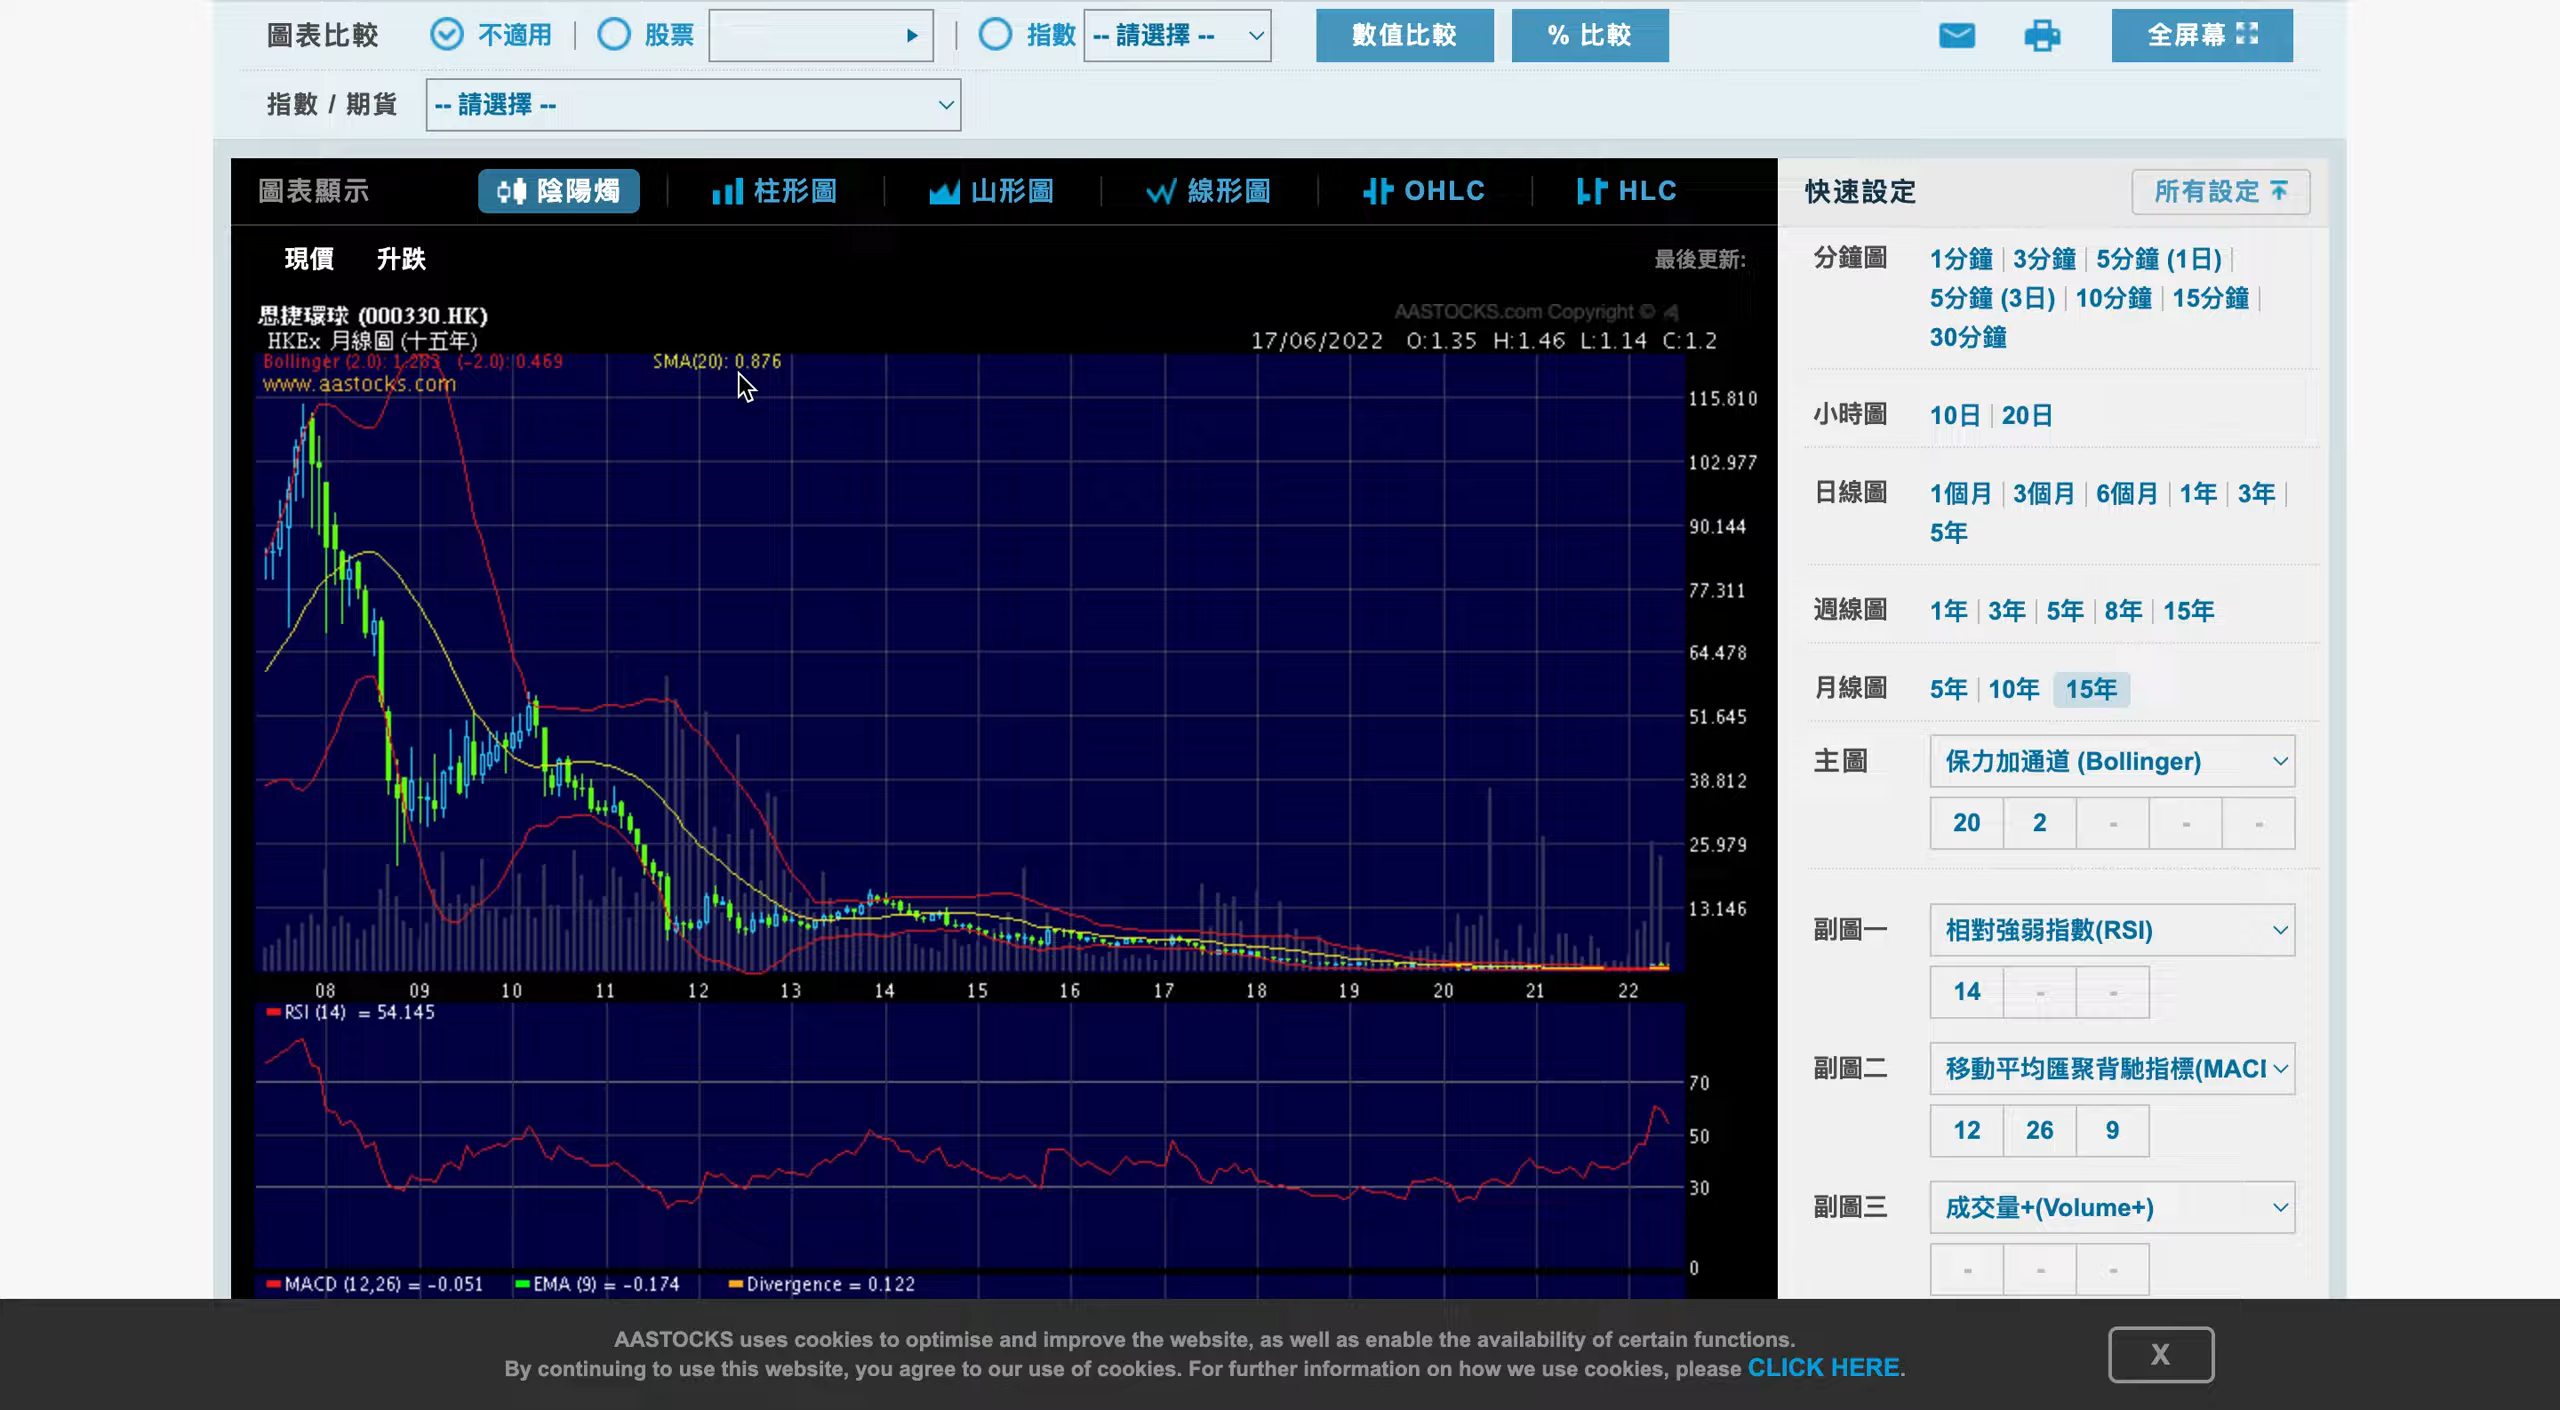 圖表比較 不適用 | 股票 | 指數 -- 請選擇 -- 數值比較 % 比較 全屏幕
指數 / 期貨 -- 請選擇 --
圖表顯示 陰陽燭 柱形圖 山形圖 線形圖 OHLC HLC
現價 升跌 最後更新:
思捷環球 (000330.HK)
AASTOCKS.com Copyright ©
HKEx 月線圖 (十五年)
17/06/2022 O:1.35 H:1.46 L:1.14 C:1.2
Bollinger (2.0): 1.283 (-2.0): 0.469 SMA(20): 0.876
www.aastocks.com
115.810
102.977
90.144
77.311
64.478
51.645
38.812
25.979
13.146
08 09 10 11 12 13 14 15 16 17 18 19 20 21 22
RSI (14) = 54.145
70
50
30
0
MACD (12,26) = -0.051 EMA (9) = -0.174 Divergence = 0.122
快速設定 所有設定
分鐘圖 1分鐘 | 3分鐘 | 5分鐘 (1日) |
5分鐘 (3日) | 10分鐘 | 15分鐘 |
30分鐘
小時圖 10日 | 20日
日線圖 1個月 | 3個月 | 6個月 | 1年 | 3年 |
5年
週線圖 1年 | 3年 | 5年 | 8年 | 15年
月線圖 5年 | 10年 15年
主圖 保力加通道 (Bollinger)
20 2 - - -
副圖一 相對強弱指數(RSI)
14 - -
副圖二 移動平均匯聚背馳指標(MACI
12 26 9
副圖三 成交量+(Volume+)
- - -
AASTOCKS uses cookies to optimise and improve the website, as well as enable the availability of certain functions.
By continuing to use this website, you agree to our use of cookies. For further information on how we use cookies, please CLICK HERE.
X